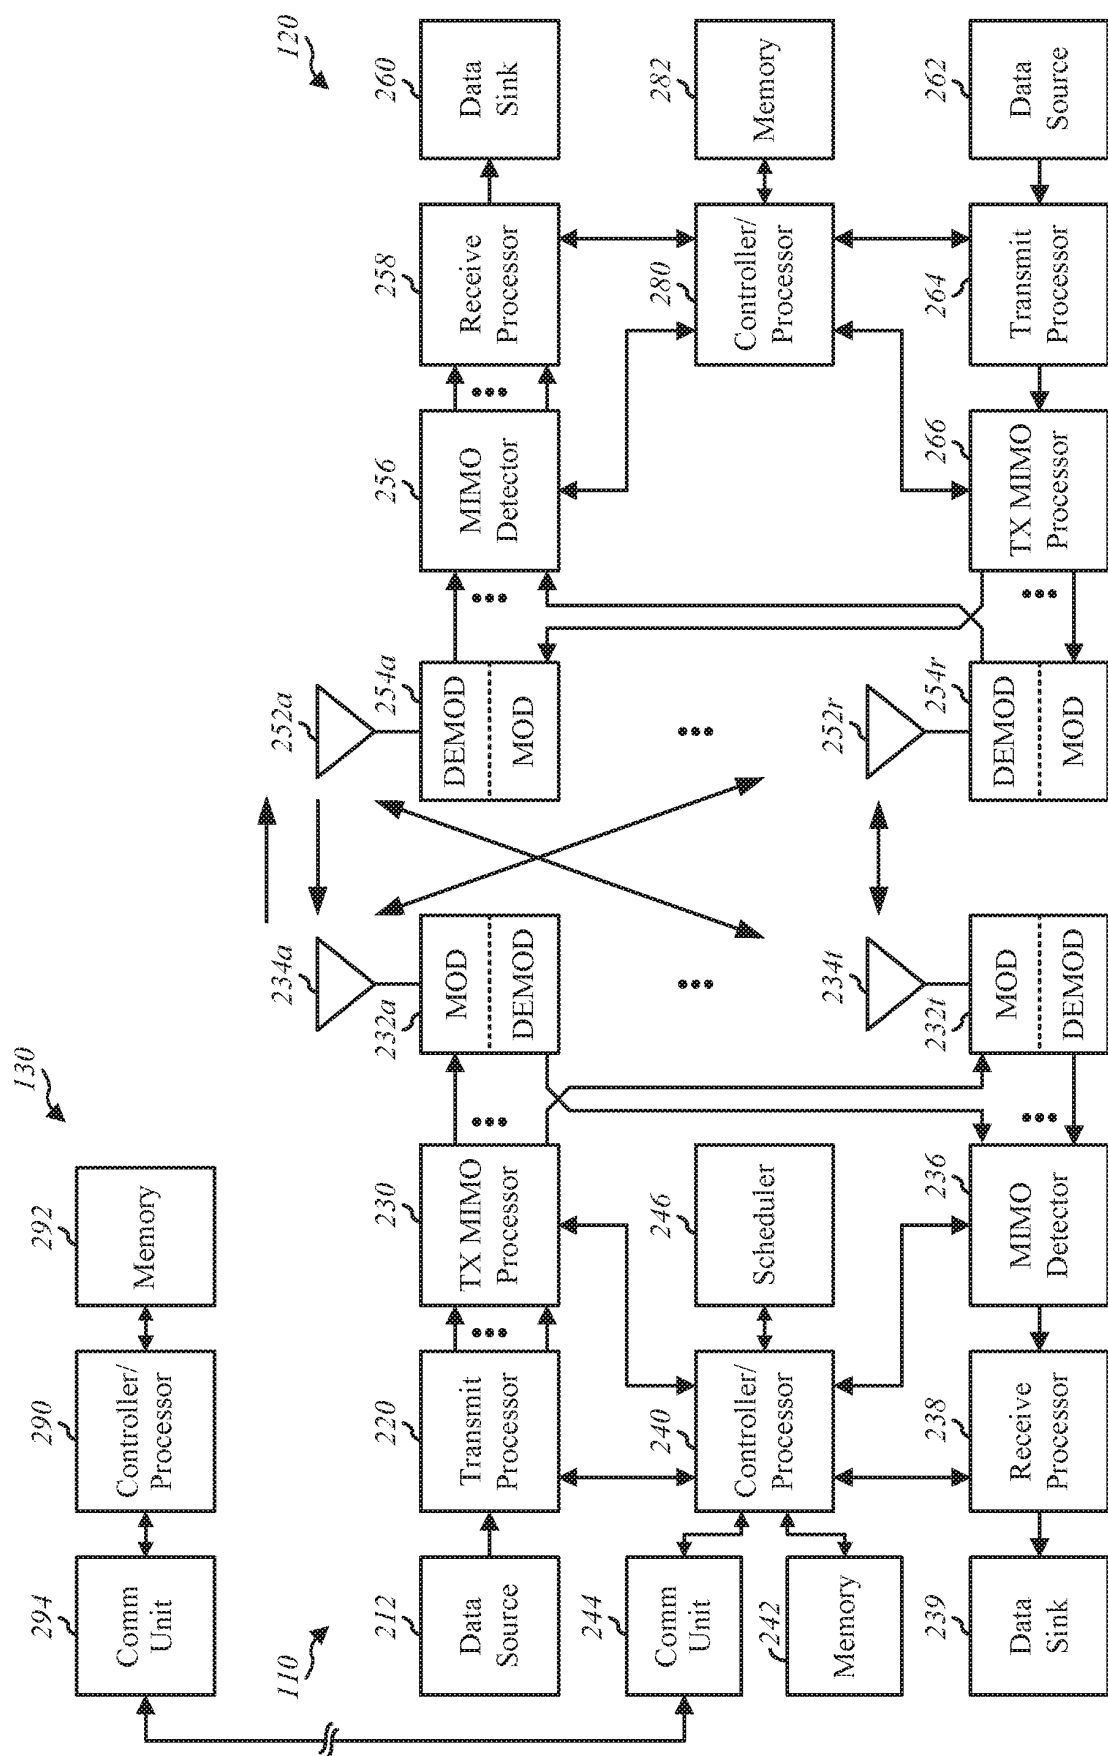 130
294
Comm
Unit
290
Controller/
Processor
292
Memory
110
120
212
Data
Source
220
Transmit
Processor
230
TX MIMO
Processor
232a
MOD
DEMOD
234a
252a
254a
DEMOD
MOD
256
MIMO
Detector
258
Receive
Processor
260
Data
Sink
244
Comm
Unit
242
Memory
240
Controller/
Processor
246
Scheduler
280
Controller/
Processor
282
Memory
239
Data
Sink
238
Receive
Processor
236
MIMO
Detector
232t
MOD
DEMOD
234t
252r
254r
DEMOD
MOD
266
TX MIMO
Processor
264
Transmit
Processor
262
Data
Source